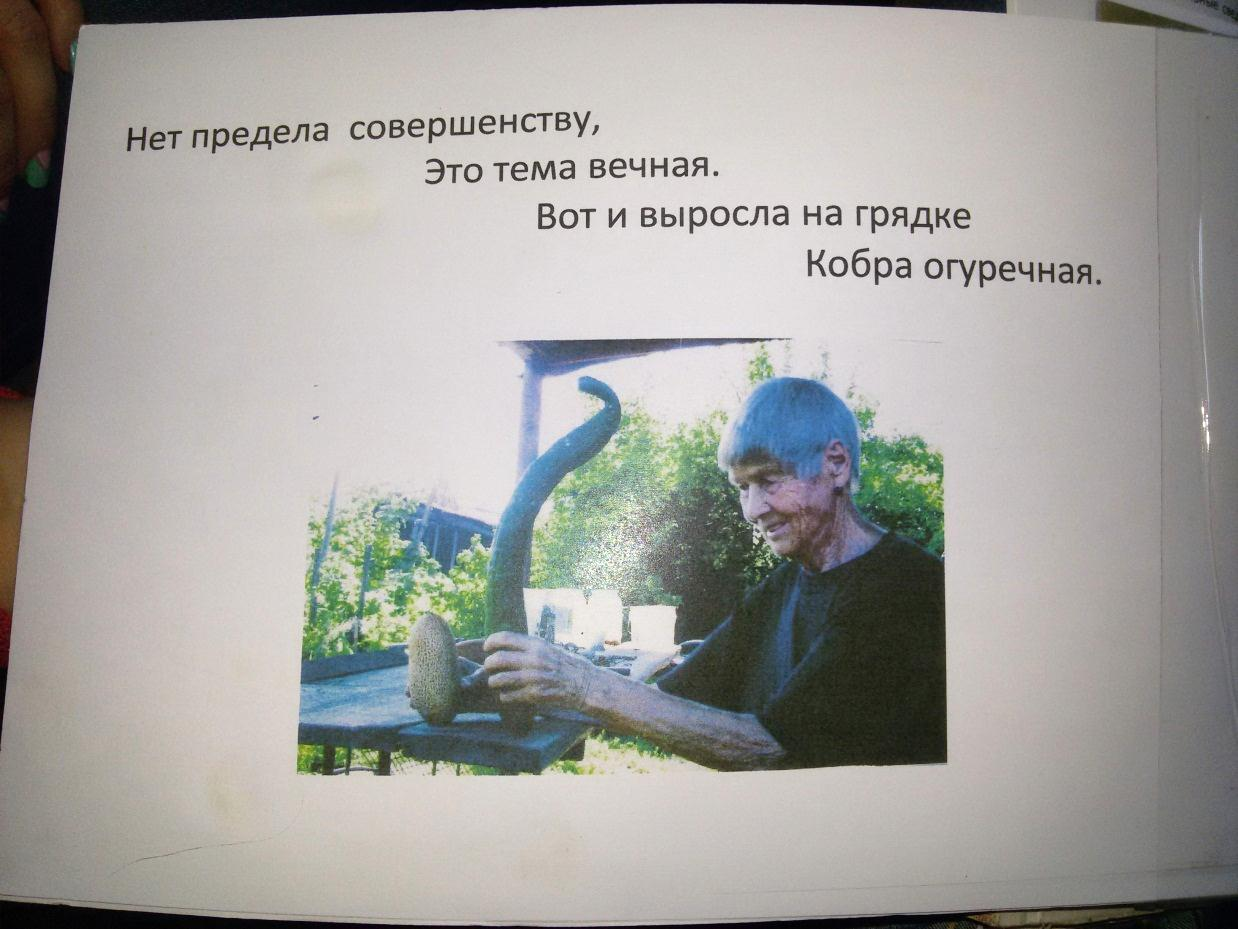 Нет предела совершенству,
Это тема вечная.
Вот и выросла на грядке
Кобра огуречная.